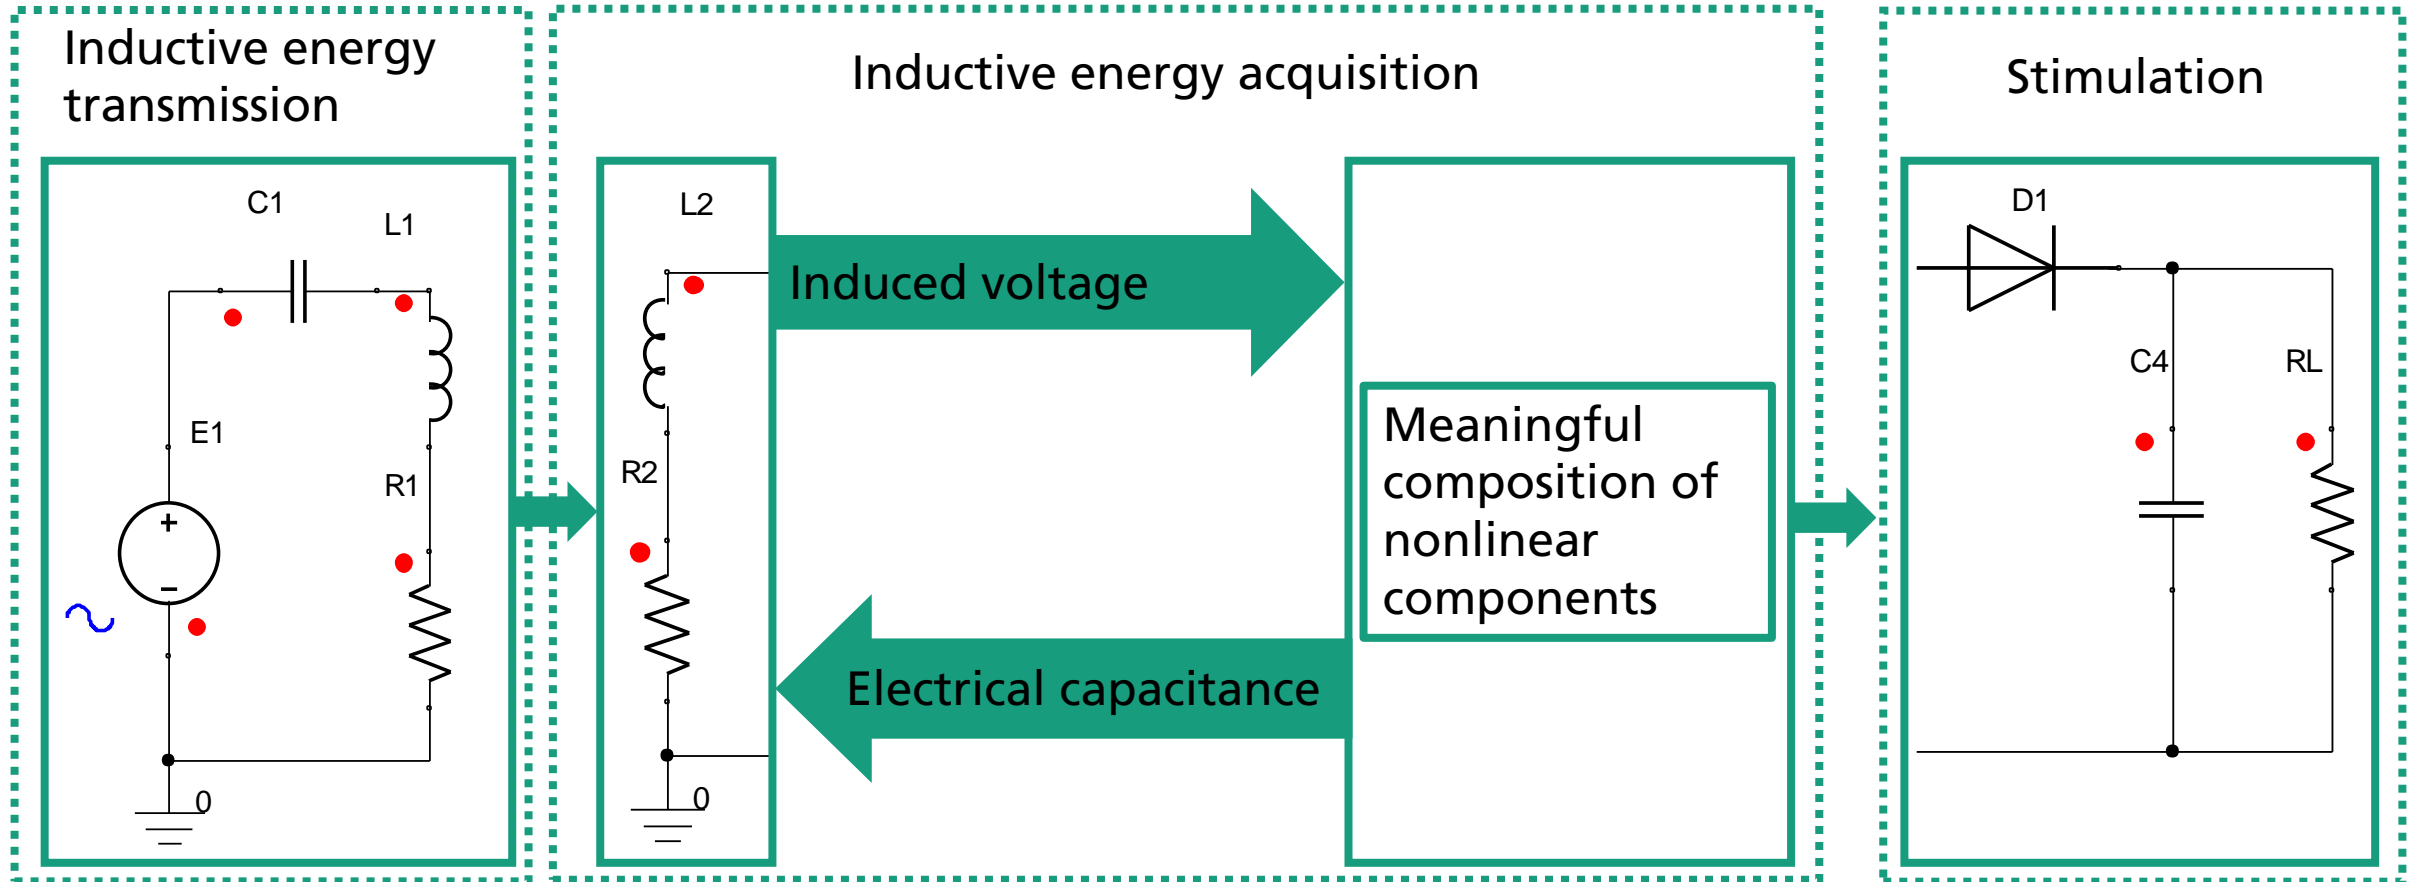 Inductive energy
transmission
Inductive energy acquisition
Stimulation
C1
L1
E1
R1
+
−
0
L2
R2
0
Induced voltage
Electrical capacitance
Meaningful
composition of
nonlinear
components
D1
C4
RL